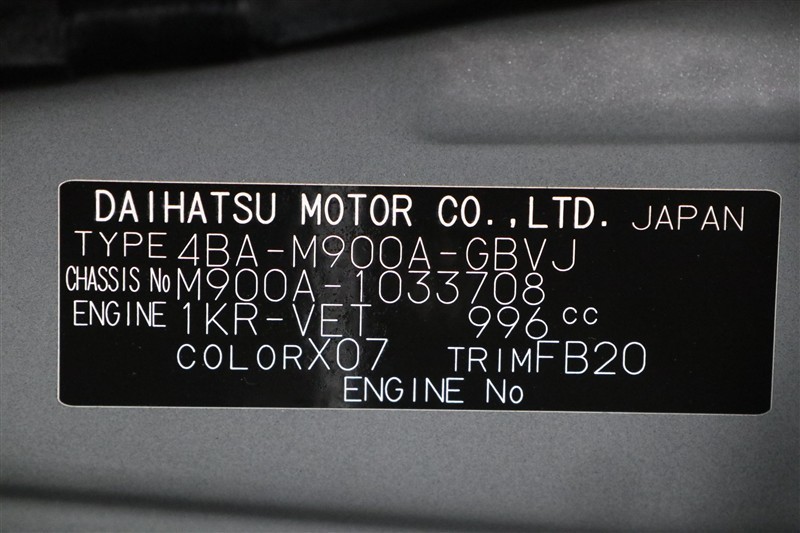 DAIHATSU MOTOR CO.,LTD. JAPAN
TYPE 4BA-M900A-GBVJ
CHASSIS No M900A-1033708
ENGINE 1KR-VET 996 cc
COLOR X07 TRIM FB20
ENGINE No